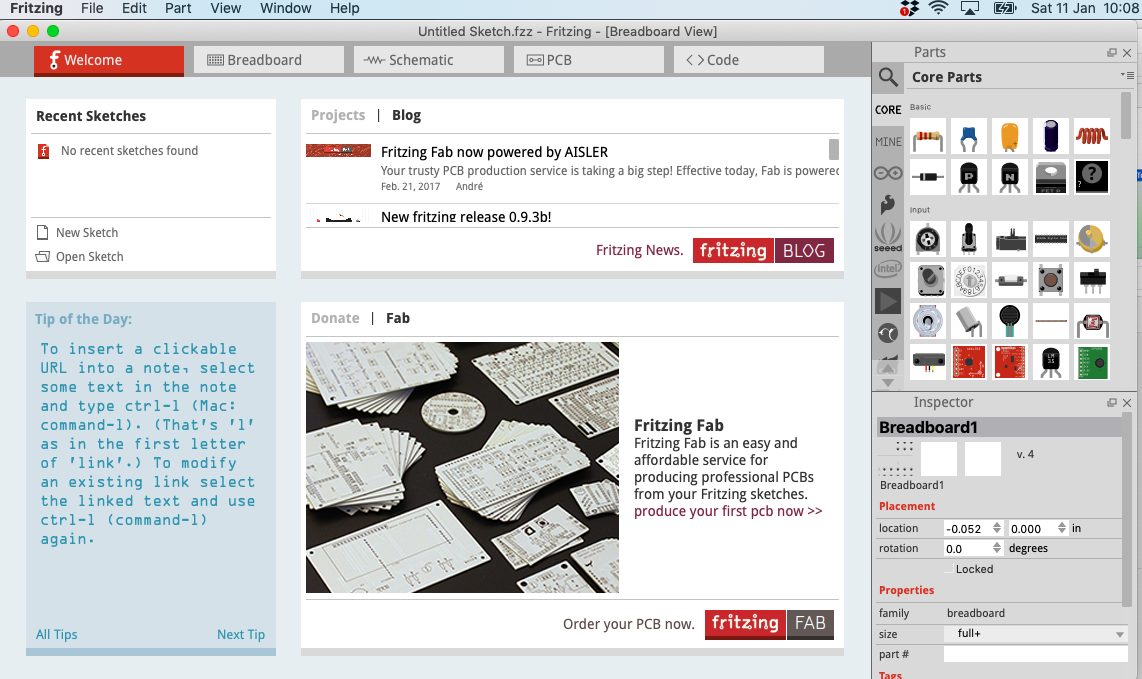 Fritzing File Edit Part View Window Help Sat 11 Jan 10:08
Untitled Sketch.fzz - Fritzing - [Breadboard View]
Welcome Breadboard Schematic PCB Code
Recent Sketches
No recent sketches found
New Sketch
Open Sketch
Projects | Blog
Fritzing Fab now powered by AISLER
Your trusty PCB production service is taking a big step! Effective today, Fab is powered
Feb. 21, 2017 André
New fritzing release 0.9.3b!
Fritzing News. fritzing BLOG
Tip of the Day:
To insert a clickable
URL into a note, select
some text in the note
and type ctrl-l (Mac:
command-l). (That's 'l'
as in the first letter
of 'link'.) To modify
an existing link select
the linked text and use
ctrl-l (command-l)
again.
All Tips Next Tip
Donate | Fab
Fritzing Fab
Fritzing Fab is an easy and
affordable service for
producing professional PCBs
from your Fritzing sketches.
produce your first pcb now >>
Order your PCB now. fritzing FAB
Parts
Core Parts
CORE
MINE
seeed
intel
Basic
P
N
FET N
?
Input
LM
35
Inspector
Breadboard1
v. 4
Breadboard1
Placement
location -0.052 0.000 in
rotation 0.0 degrees
Locked
Properties
family breadboard
size full+
part #
Tags